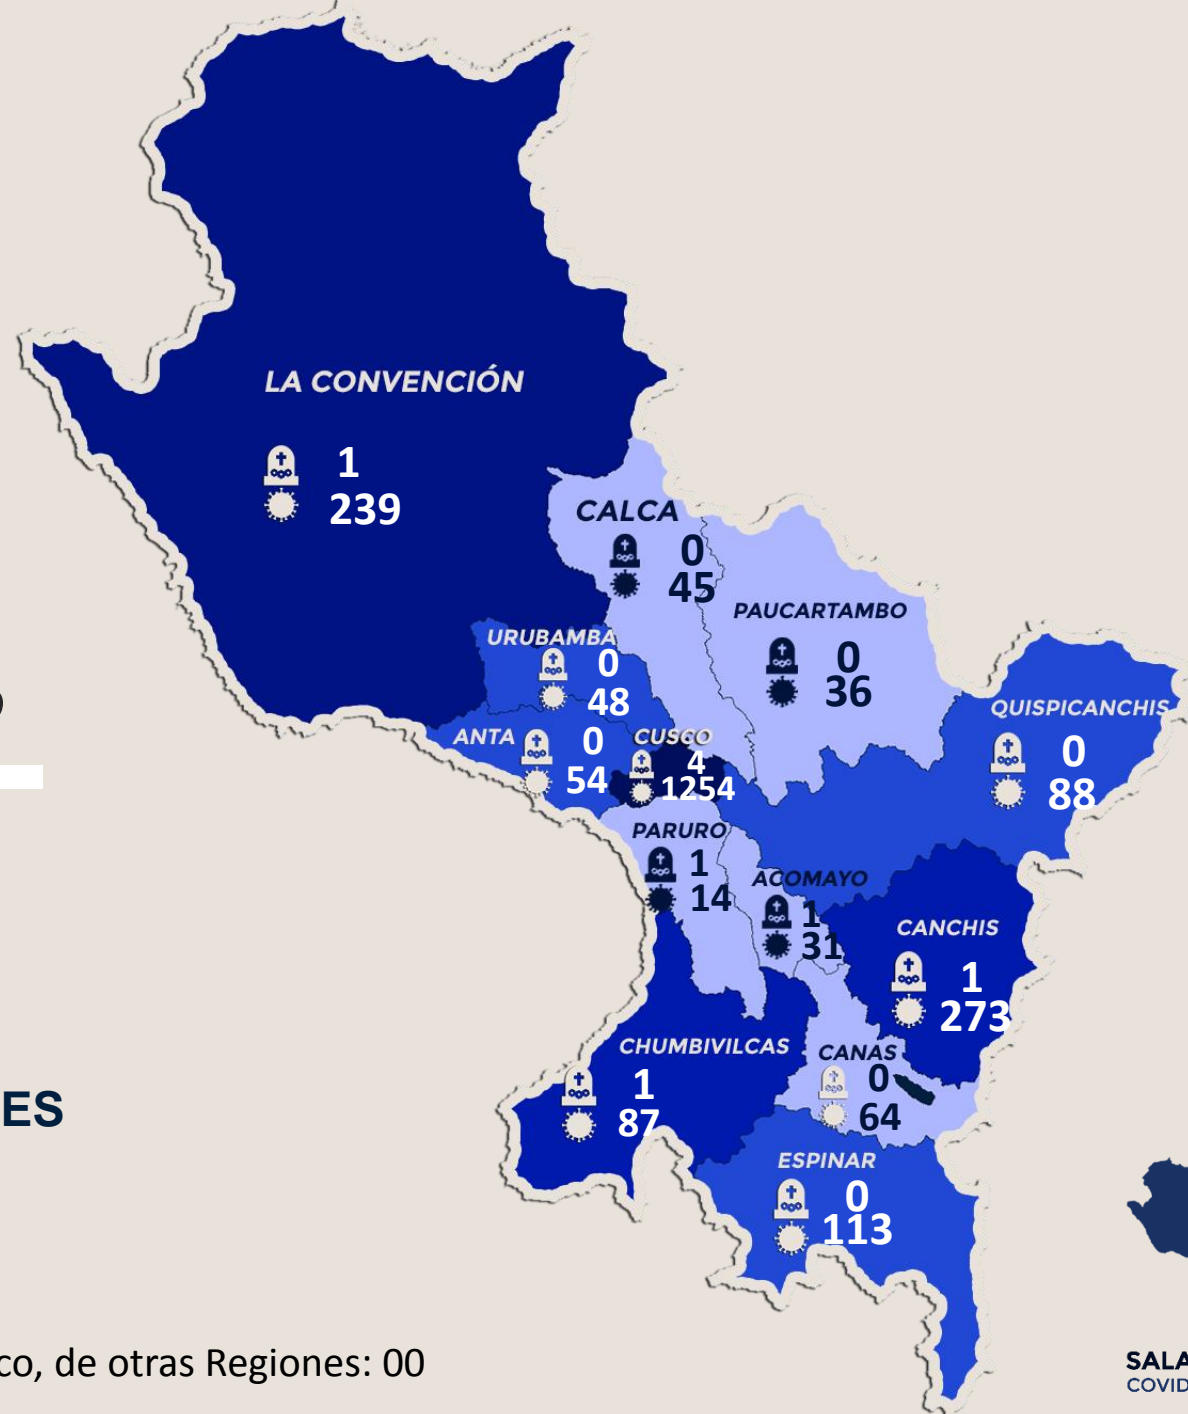 LA CONVENCIÓN
1
239
CALCA
0
45
PAUCARTAMBO
0
36
URUBAMBA
0
48
QUISPICANCHIS
0
88
ANTA
0
54
CUSCO
4
1254
PARURO
1
14
ACOMAYO
1
31
CANCHIS
1
273
CHUMBIVILCAS
1
87
CANAS
0
64
ES
ESPINAR
0
113
co, de otras Regiones: 00
SALA
COVID